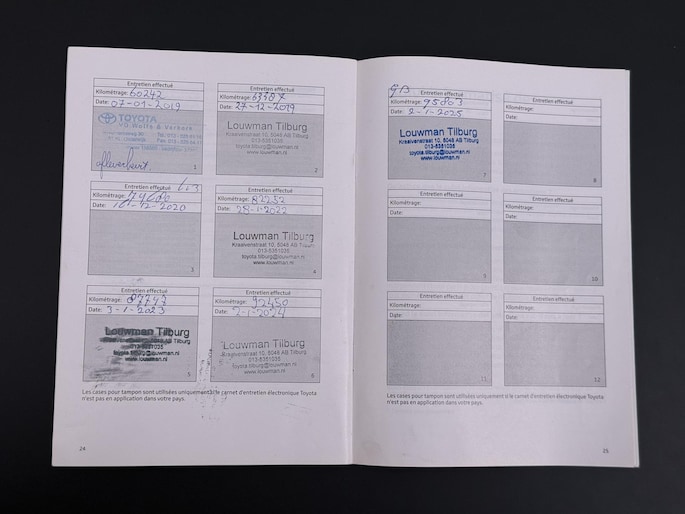 Entretien effectué
Kilométrage: 60242
Date: 07-01-2019
TOYOTA
1
afleverbeurt
Entretien effectué
Kilométrage:
Date: 27-12-2019
Louwman Tilburg
Kraaivenstraat 10, 5048 AB Tilburg
013-5351035
toyota.tilburg@louwman.nl
www.louwman.nl
2
Entretien effectué
Kilométrage:
Date: 16-12-2020
3
Entretien effectué
Kilométrage: 82252
Date: 28-1-2022
Louwman Tilburg
Kraaivenstraat 10, 5048 AB Tilburg
013-5351035
toyota.tilburg@louwman.nl
www.louwman.nl
4
Entretien effectué
Kilométrage: 87743
Date: 3-1-2023
Louwman Tilburg
013-5351035
toyota.tilburg@louwman.nl
www.louwman.nl
5
Entretien effectué
Kilométrage: 92450
Date: 2-1-2024
Louwman Tilburg
Kraaivenstraat 10, 5048 AB Tilburg
013-5351035
toyota.tilburg@louwman.nl
www.louwman.nl
6
Les cases pour tampon sont utilisées uniquement si le carnet d'entretien électronique Toyota
n'est pas en application dans votre pays.
24
Entretien effectué
Kilométrage: 95803
Date: 2-1-2025
Louwman Tilburg
Kraaivenstraat 10, 5048 AB Tilburg
013-5351035
toyota.tilburg@louwman.nl
www.louwman.nl
7
Entretien effectué
Kilométrage:
Date:
8
Entretien effectué
Kilométrage:
Date:
9
Entretien effectué
Kilométrage:
Date:
10
Entretien effectué
Kilométrage:
Date:
11
Entretien effectué
Kilométrage:
Date:
12
Les cases pour tampon sont utilisées uniquement si le carnet d'entretien électronique Toyota
n'est pas en application dans votre pays.
25